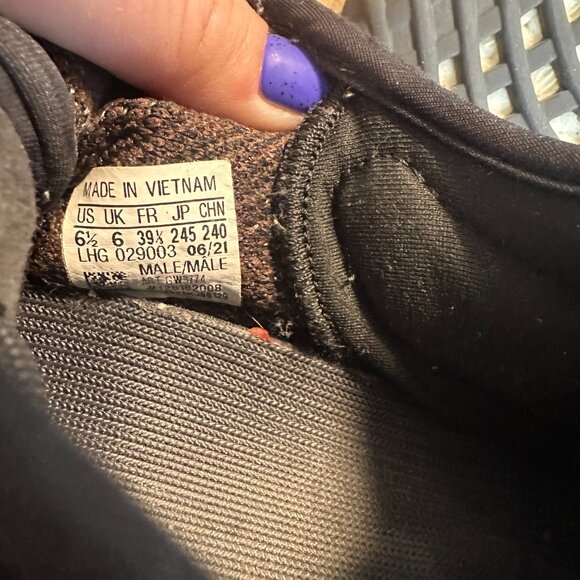 MADE IN VIETNAM
US UK FR JP CHN
6½ 6 39⅓ 245 240
LHG 029003 06/21
MALE/MALE